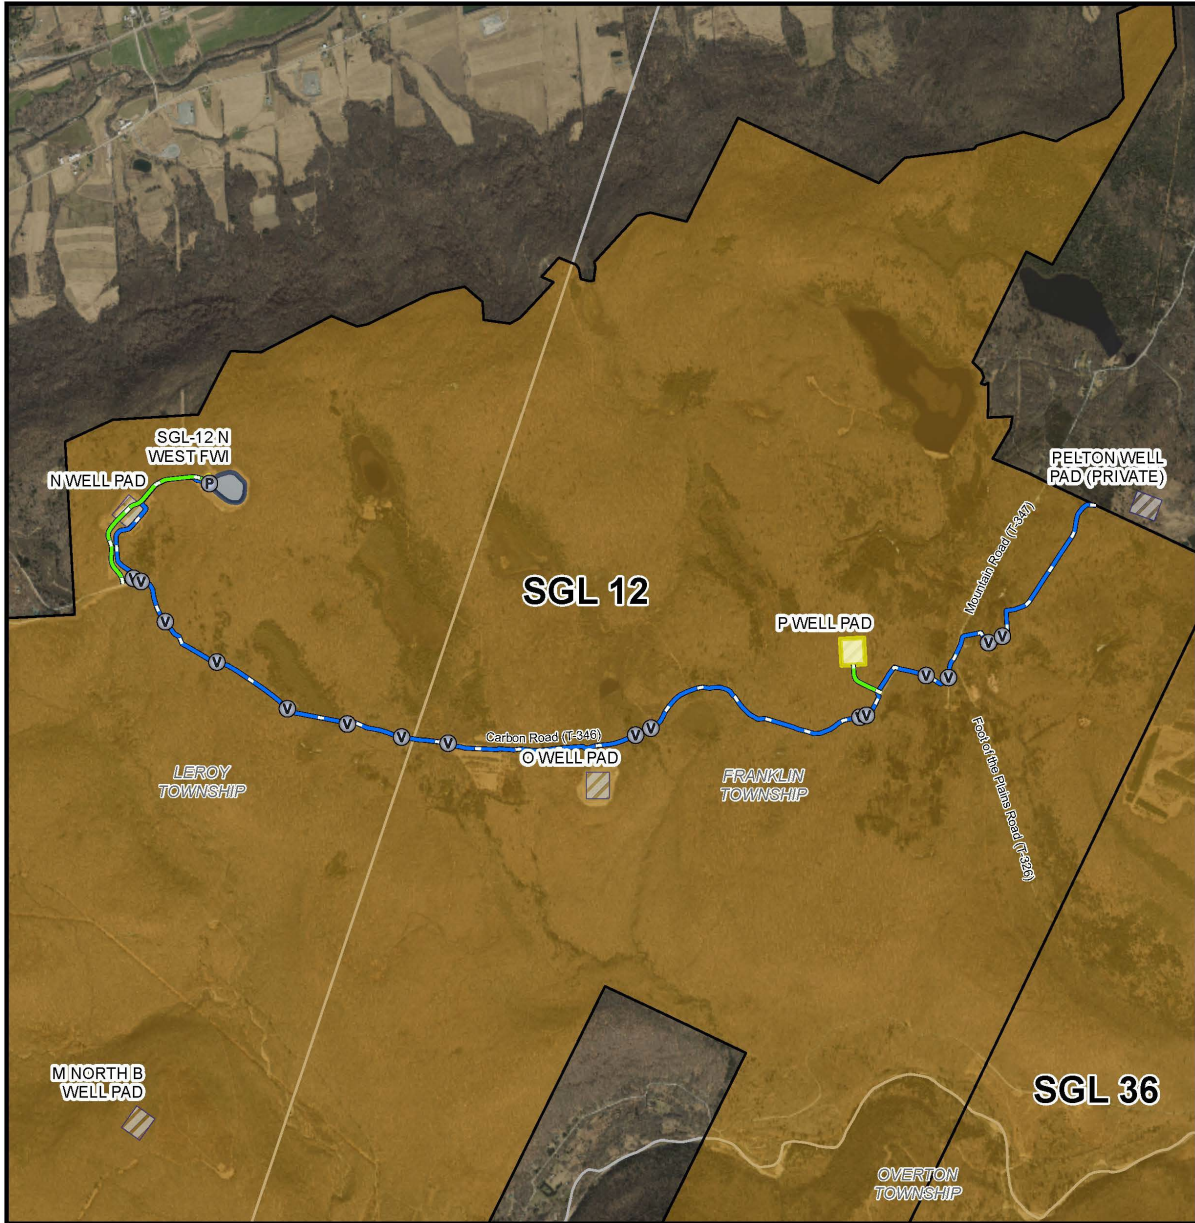 SGL-12 N
WEST FWI
N WELL PAD
P
PELTON WELL
PAD (PRIVATE)
Mountain Road (T-347)
V
V
SGL 12
V
P WELL PAD
V
V
V
V
V
V
V
V
V
V
V
V
V
V
Carbon Road (T-346)
O WELL PAD
LEROY
TOWNSHIP
FRANKLIN
TOWNSHIP
Foot of the Plains Road (T-326)
M NORTH B
WELL PAD
SGL 36
OVERTON
TOWNSHIP